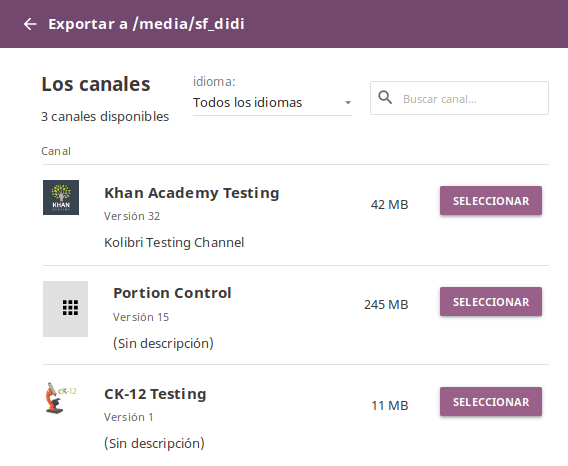 Exportar a /media/sf_didi
Los canales
3 canales disponibles
idioma:
Todos los idiomas
Buscar canal...
Canal
KHAN
Khan Academy Testing
Versión 32
Kolibri Testing Channel
42 MB
SELECCIONAR
Portion Control
Versión 15
(Sin descripción)
245 MB
SELECCIONAR
CK-12
CK-12 Testing
Versión 1
(Sin descripción)
11 MB
SELECCIONAR